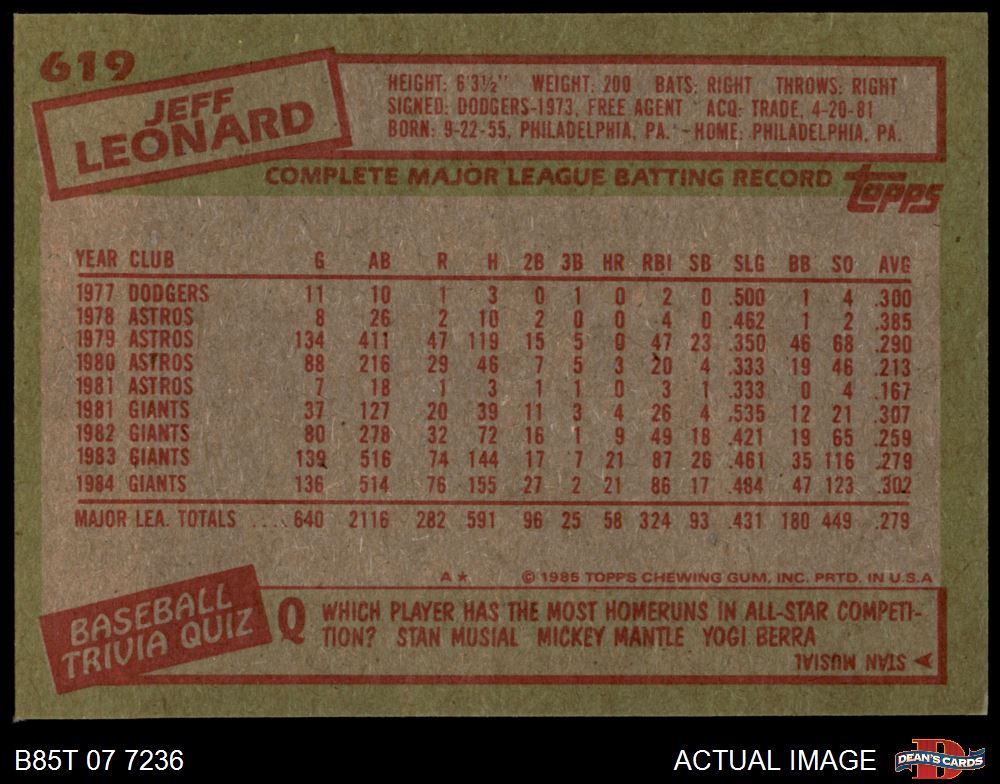 619
JEFF
LEONARD
HEIGHT: 6'3½" WEIGHT: 200 BATS: RIGHT THROWS: RIGHT
SIGNED: DODGERS-1973, FREE AGENT ACQ: TRADE, 4-20-81
BORN: 9-22-55, PHILADELPHIA, PA. - HOME: PHILADELPHIA, PA.
COMPLETE MAJOR LEAGUE BATTING RECORD
topps
YEAR CLUB G AB R H 2B 3B HR RBI SB SLG BB SO AVG
1977 DODGERS 11 10 1 3 0 1 0 2 0 .500 1 4 .300
1978 ASTROS 8 26 2 10 2 0 0 4 0 .462 1 2 .385
1979 ASTROS 134 411 47 119 15 5 0 47 23 .350 46 68 .290
1980 ASTROS 88 216 29 46 7 5 3 20 4 .333 19 46 .213
1981 ASTROS 7 18 1 3 1 1 0 3 1 .333 0 4 .167
1981 GIANTS 37 127 20 39 11 3 4 26 4 .535 12 21 .307
1982 GIANTS 80 278 32 72 16 1 9 49 18 .421 19 65 .259
1983 GIANTS 139 516 74 144 17 7 21 87 26 .461 35 116 .279
1984 GIANTS 136 514 76 155 27 2 21 86 17 .484 47 123 .302
MAJOR LEA. TOTALS .... 640 2116 282 591 96 25 58 324 93 .431 180 449 .279
A★ © 1985 TOPPS CHEWING GUM, INC. PRTD. IN U.S.A
BASEBALL
TRIVIA QUIZ
Q WHICH PLAYER HAS THE MOST HOMERUNS IN ALL-STAR COMPETI-
TION? STAN MUSIAL MICKEY MANTLE YOGI BERRA
STAN MUSIAL
B85T 07 7236
ACTUAL IMAGE
D
DEAN'S CARDS